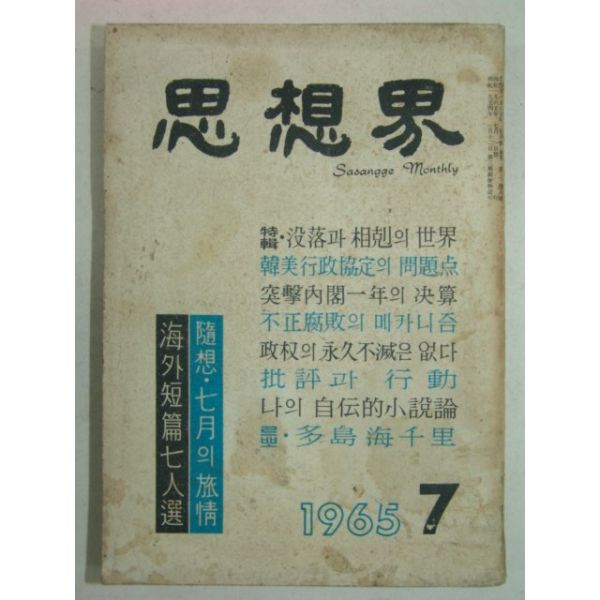 思想界
Sasangge Monthly
特輯·没落과 相剋의 世界
韓美行政協定의 問題点
突擊內閣一年의 決算
不正腐敗의 메카니즘
政权의 永久不滅은 없다
批評과 行動
나의 自伝的小說論
·多島海千里
隨想·七月의 旅情
海外短篇七人選
1965 7